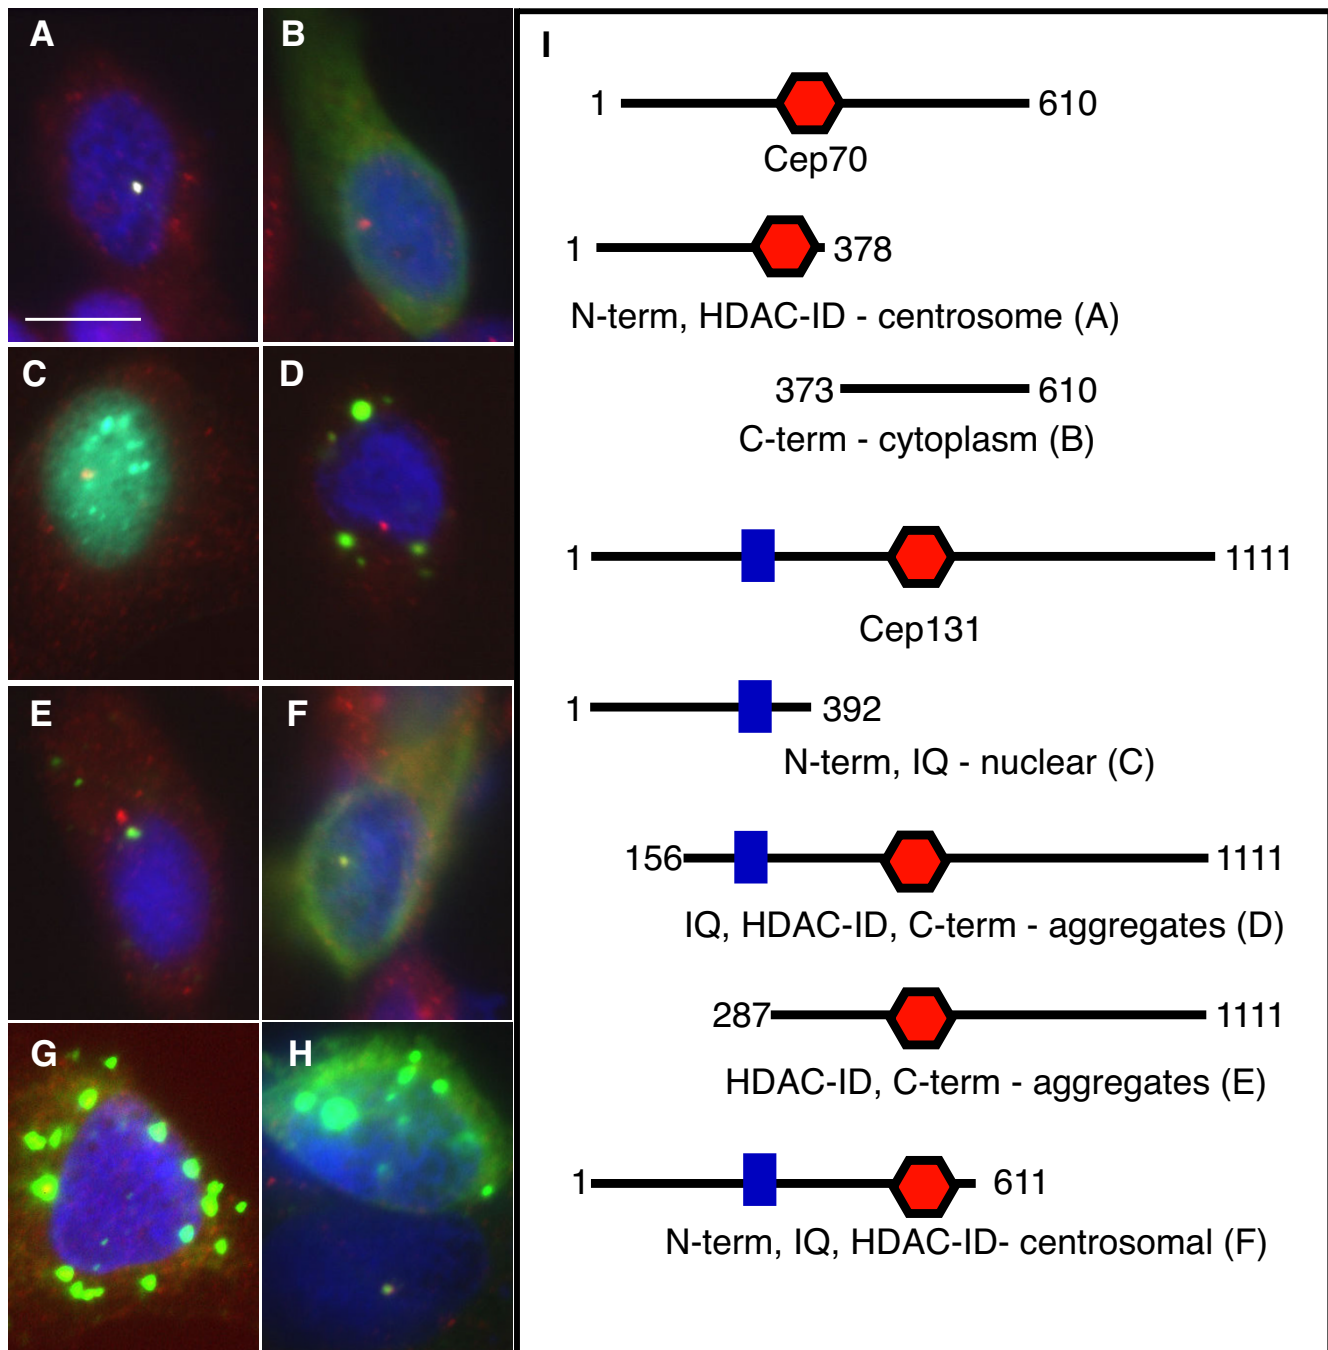 A
B
C
D
E
F
G
H
I
1 610
Cep70
1 378
N-term, HDAC-ID - centrosome (A)
373 610
C-term - cytoplasm (B)
1 1111
Cep131
1 392
N-term, IQ - nuclear (C)
156 1111
IQ, HDAC-ID, C-term - aggregates (D)
287 1111
HDAC-ID, C-term - aggregates (E)
1 611
N-term, IQ, HDAC-ID- centrosomal (F)